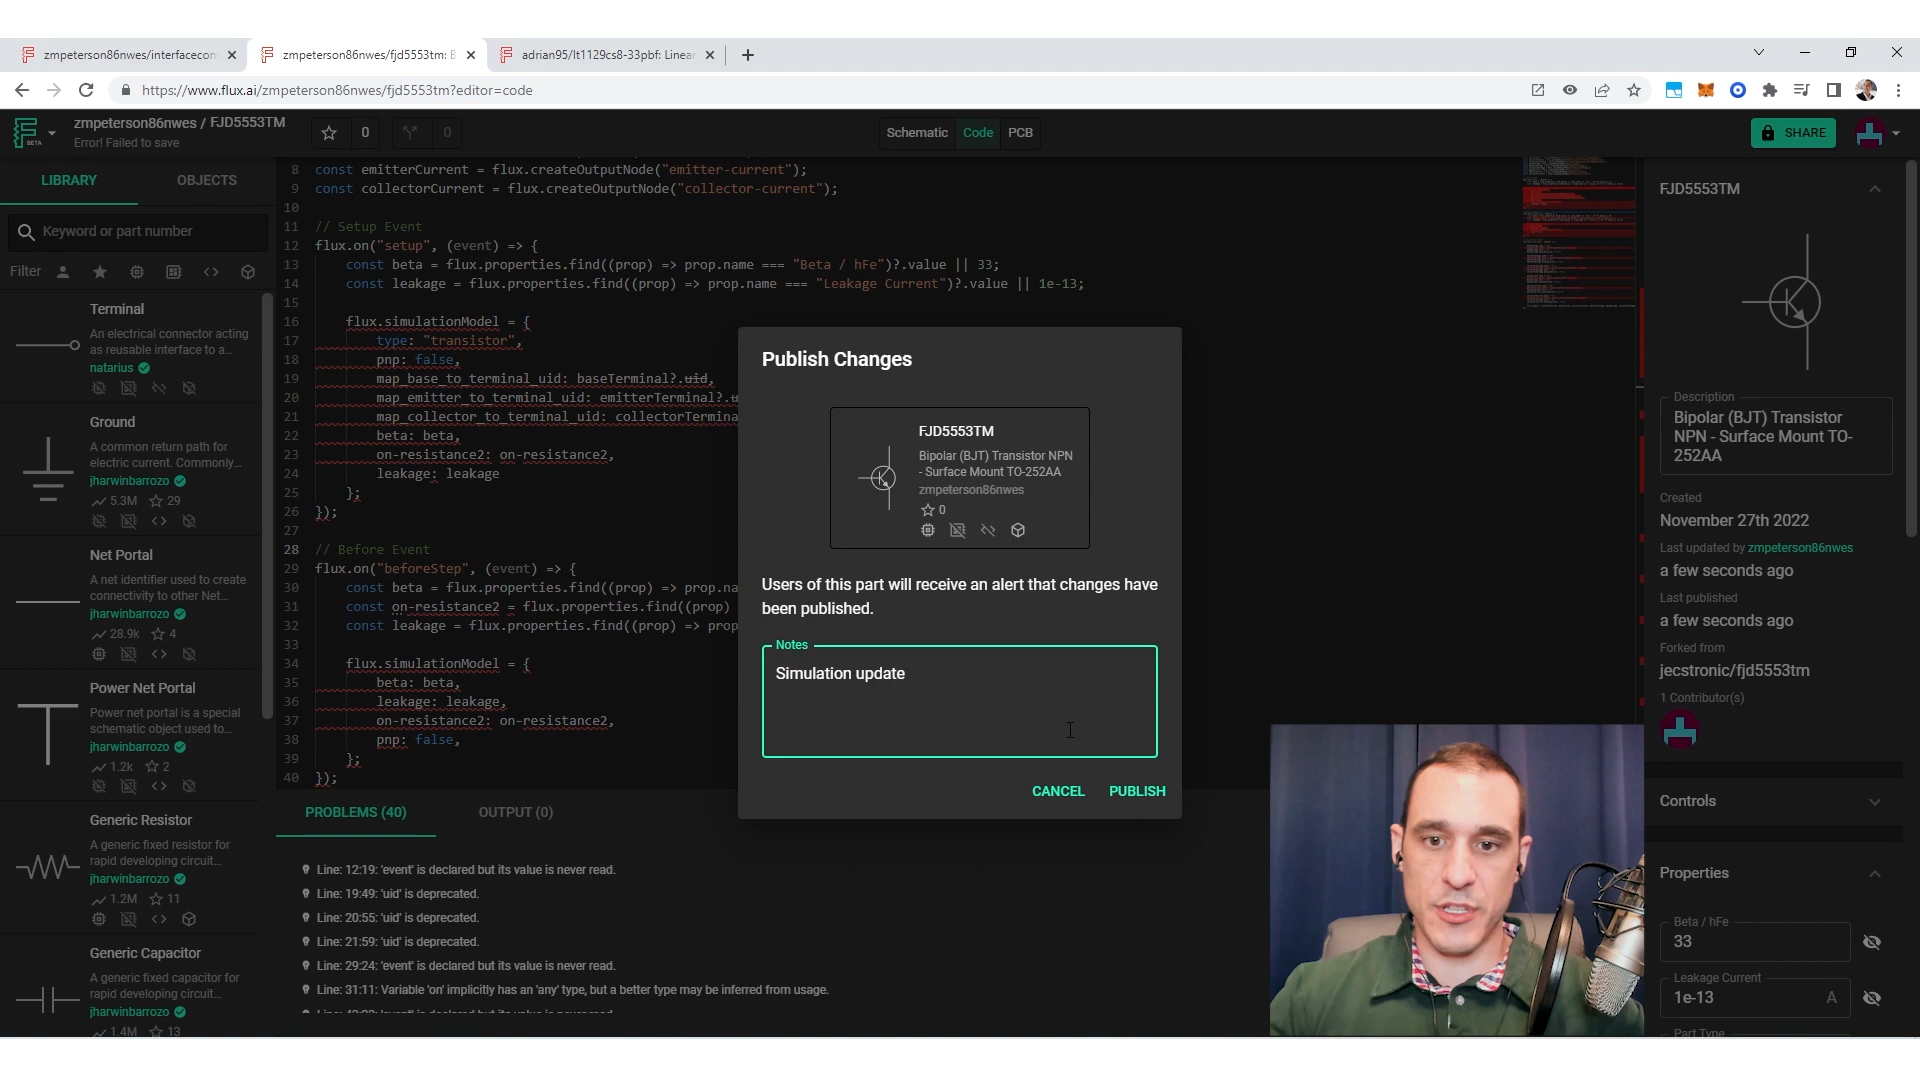 zmpeterson86nwes/interfacecon
zmpeterson86nwes/fjd5553tm: B
adrian95/lt1129cs8-33pbf: Linear
https://www.flux.ai/zmpeterson86nwes/fjd5553tm?editor=code
BETA
zmpeterson86nwes / FJD5553TM
Error! Failed to save
0
0
Schematic
Code
PCB
SHARE
LIBRARY
OBJECTS
Keyword or part number
Filter
Terminal
An electrical connector acting
as reusable interface to a...
natarius
Ground
A common return path for
electric current. Commonly...
jharwinbarrozo
5.3M
29
Net Portal
A net identifier used to create
connectivity to other Net...
jharwinbarrozo
28.9k
4
Power Net Portal
Power net portal is a special
schematic object used to...
jharwinbarrozo
1.2k
2
Generic Resistor
A generic fixed resistor for
rapid developing circuit...
jharwinbarrozo
1.2M
11
Generic Capacitor
A generic fixed capacitor for
rapid developing circuit...
jharwinbarrozo
1.4M
13
8 const emitterCurrent = flux.createOutputNode("emitter-current");
9 const collectorCurrent = flux.createOutputNode("collector-current");
10
11 // Setup Event
12 flux.on("setup", (event) => {
13 const beta = flux.properties.find((prop) => prop.name === "Beta / hFe")?.value || 33;
14 const leakage = flux.properties.find((prop) => prop.name === "Leakage Current")?.value || 1e-13;
15
16 flux.simulationModel = {
17 type: "transistor",
18 pnp: false,
19 map_base_to_terminal_uid: baseTerminal?.uid,
20 map_emitter_to_terminal_uid: emitterTerminal?.u
21 map_collector_to_terminal_uid: collectorTermina
22 beta: beta,
23 on-resistance2: on-resistance2,
24 leakage: leakage
25 };
26 });
27
28 // Before Event
29 flux.on("beforeStep", (event) => {
30 const beta = flux.properties.find((prop) => prop.na
31 const on-resistance2 = flux.properties.find((prop)
32 const leakage = flux.properties.find((prop) => prop
33
34 flux.simulationModel = {
35 beta: beta,
36 leakage: leakage,
37 on-resistance2: on-resistance2,
38 pnp: false,
39 };
40 });
PROBLEMS (40)
OUTPUT (0)
Line: 12:19: 'event' is declared but its value is never read.
Line: 19:49: 'uid' is deprecated.
Line: 20:55: 'uid' is deprecated.
Line: 21:59: 'uid' is deprecated.
Line: 29:24: 'event' is declared but its value is never read.
Line: 31:11: Variable 'on' implicitly has an 'any' type, but a better type may be inferred from usage.
Publish Changes
FJD5553TM
Bipolar (BJT) Transistor NPN
- Surface Mount TO-252AA
zmpeterson86nwes
0
Users of this part will receive an alert that changes have
been published.
Notes
Simulation update
CANCEL
PUBLISH
FJD5553TM
Description
Bipolar (BJT) Transistor
NPN - Surface Mount TO-
252AA
Created
November 27th 2022
Last updated by zmpeterson86nwes
a few seconds ago
Last published
a few seconds ago
Forked from
jecstronic/fjd5553tm
1 Contributor(s)
Controls
Properties
Beta / hFe
33
Leakage Current
1e-13
A
Part Type